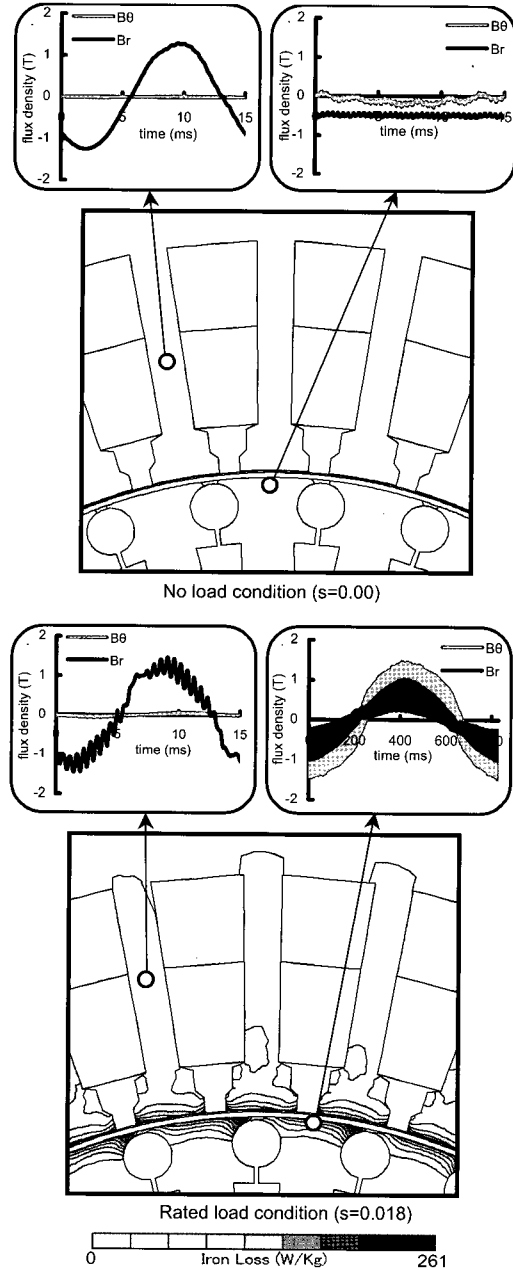 Bθ
Br
flux density (T)
2
1
0
-1
-2
5
10
15
time (ms)
Bθ
Br
flux density (T)
2
1
0
-1
-2
15
time (ms)
No load condition (s=0.00)
Bθ
Br
flux density (T)
2
1
0
-1
-2
5
10
15
time (ms)
Bθ
Br
flux density (T)
2
1
0
-1
-2
200
400
600
time (ms)
Rated load condition (s=0.018)
0
Iron Loss (W/Kg)
261